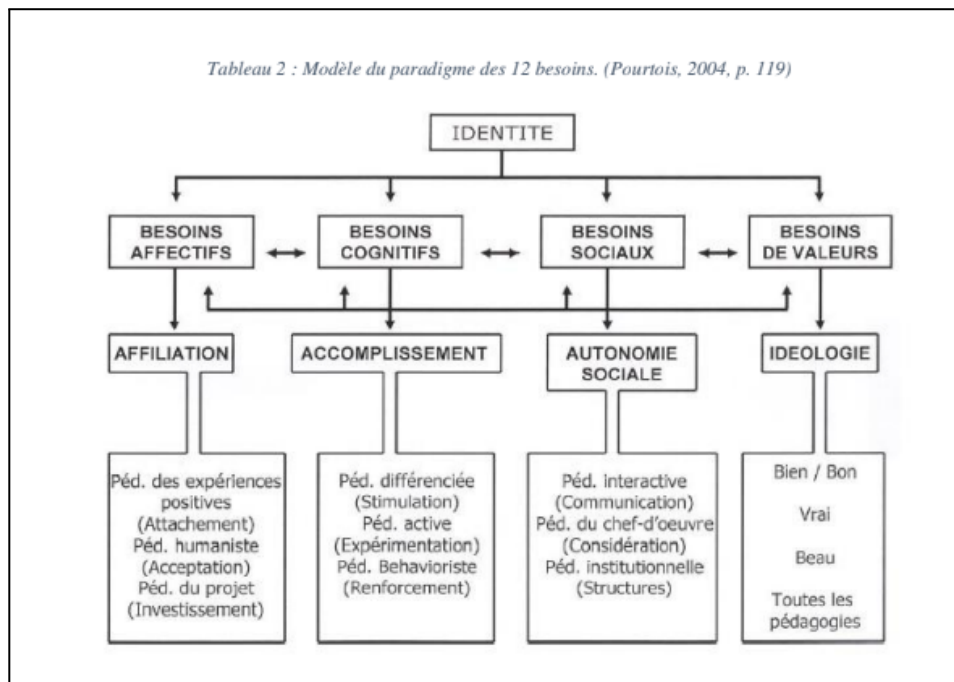 Tableau 2 : Modèle du paradigme des 12 besoins. (Pourtois, 2004, p. 119)
IDENTITE
BESOINS
AFFECTIFS
BESOINS
COGNITIFS
BESOINS
SOCIAUX
BESOINS
DE VALEURS
AFFILIATION
ACCOMPLISSEMENT
AUTONOMIE
SOCIALE
IDEOLOGIE
Péd. des expériences
positives
(Attachement)
Péd. humaniste
(Acceptation)
Péd. du projet
(Investissement)
Péd. différenciée
(Stimulation)
Péd. active
(Expérimentation)
Péd. Behavioriste
(Renforcement)
Péd. interactive
(Communication)
Péd. du chef-d'oeuvre
(Considération)
Péd. institutionnelle
(Structures)
Bien / Bon
Vrai
Beau
Toutes les
pédagogies